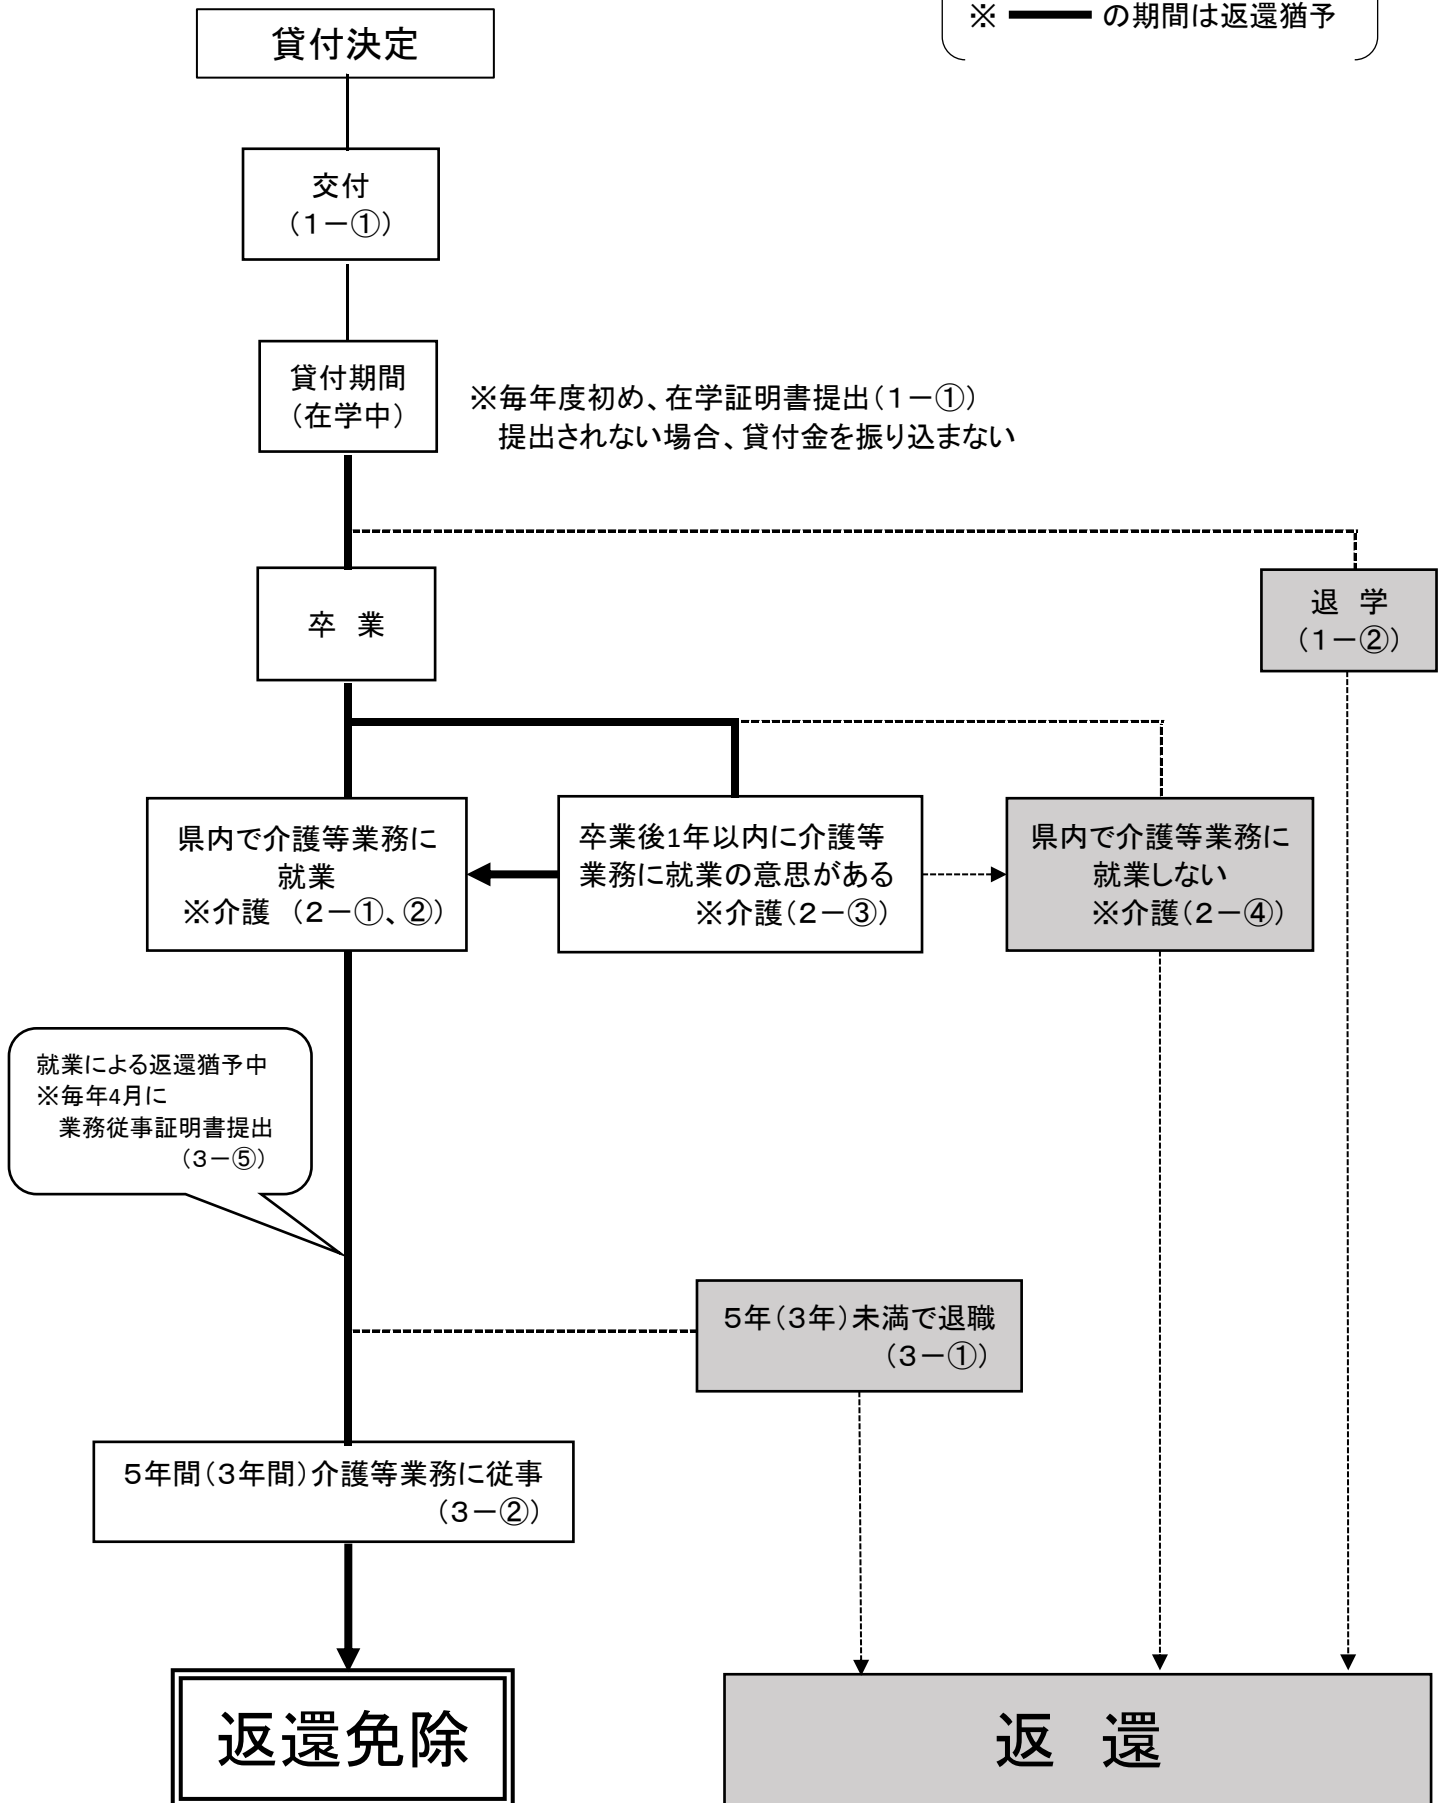 ※ ━━━ の期間は返還猶予
貸付決定
交付
（１－①）
貸付期間
（在学中）
※毎年度初め、在学証明書提出（１－①）
提出されない場合、貸付金を振り込まない
卒　業
退　学
（１－②）
県内で介護等業務に
就業
※介護　（２－①、②）
卒業後1年以内に介護等
業務に就業の意思がある
※介護（２－③）
県内で介護等業務に
就業しない
※介護（２－④）
就業による返還猶予中
※毎年4月に
業務従事証明書提出
（３－⑤）
５年（３年）未満で退職
（３－①）
５年間（３年間）介護等業務に従事
（３－②）
返還免除
返　還